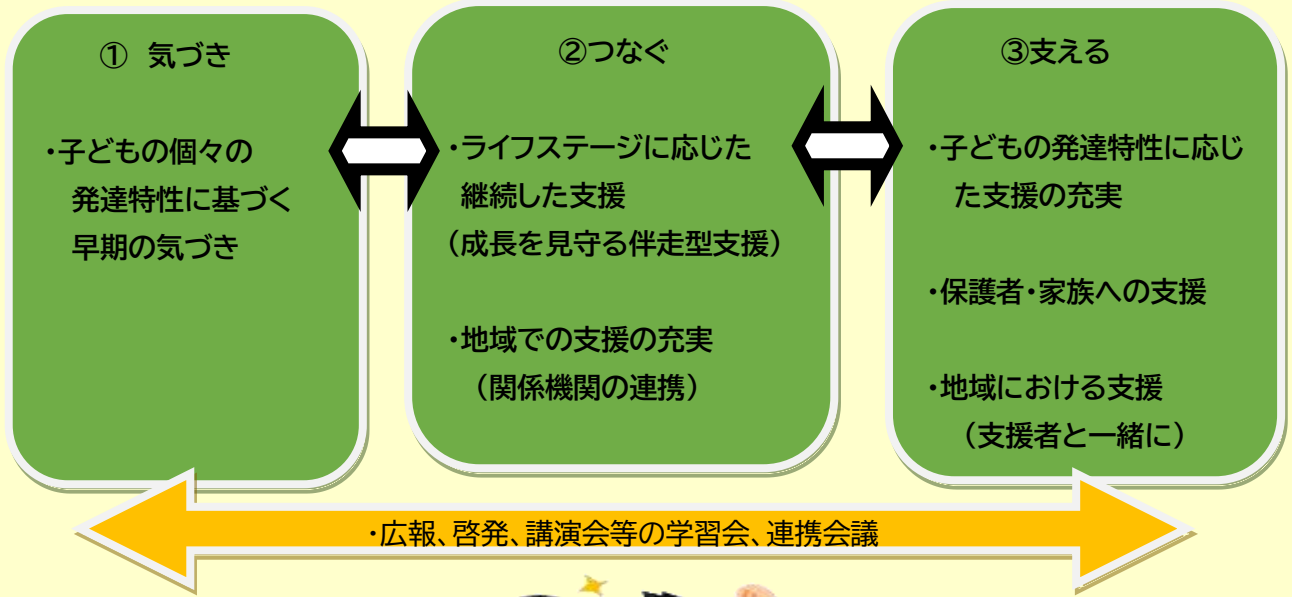 ① 気づき
・子どもの個々の
発達特性に基づく
早期の気づき
②つなぐ
・ライフステージに応じた
継続した支援
（成長を見守る伴走型支援）
・地域での支援の充実
（関係機関の連携）
③支える
・子どもの発達特性に応じ
た支援の充実
・保護者・家族への支援
・地域における支援
（支援者と一緒に）
・広報、啓発、講演会等の学習会、連携会議